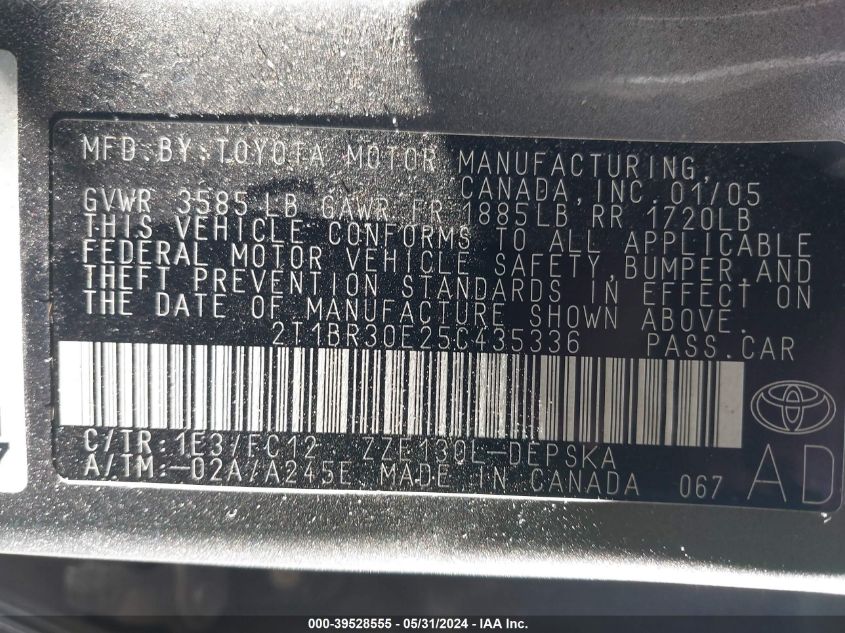 MFD.BY:TOYOTA MOTOR MANUFACTURING,
CANADA,INC. 01/05
GVWR 3585 LB GAWR FR 1885LB RR 1720LB
THIS VEHICLE CONFORMS TO ALL APPLICABLE
FEDERAL MOTOR VEHICLE SAFETY,BUMPER,AND
THEFT PREVENTION STANDARDS IN EFFECT ON
THE DATE OF MANUFACTURE SHOWN ABOVE.
2T1BR30E25C435336 PASS.CAR
C/TR:1E3/FC12 ZZE130L-DEPSKA
A/TM:-02A/A245E MADE IN CANADA 067
AD
000-39528555 - 05/31/2024 - IAA Inc.